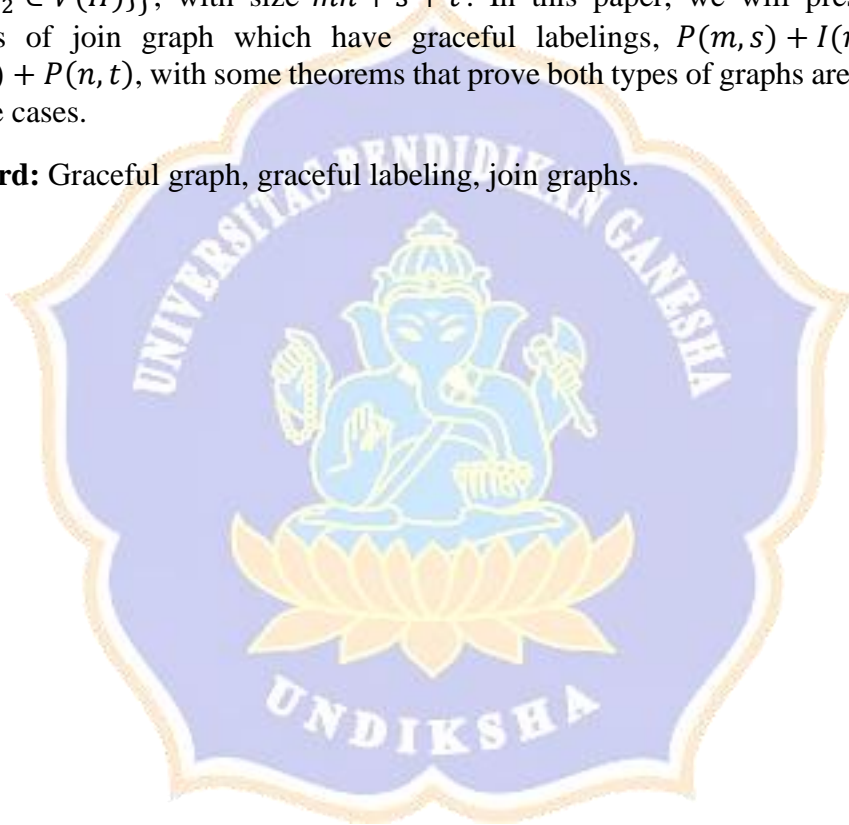 ₂ ∈ V(H)}}, with size mn + s + t. In this paper, we will pres
s of join graph which have graceful labelings, P(m, s) + I(n
) + P(n, t), with some theorems that prove both types of graphs are
e cases.
rd: Graceful graph, graceful labeling, join graphs.
UNIVERSITAS PENDIDIKAN GANESHA
UNDIKSHA